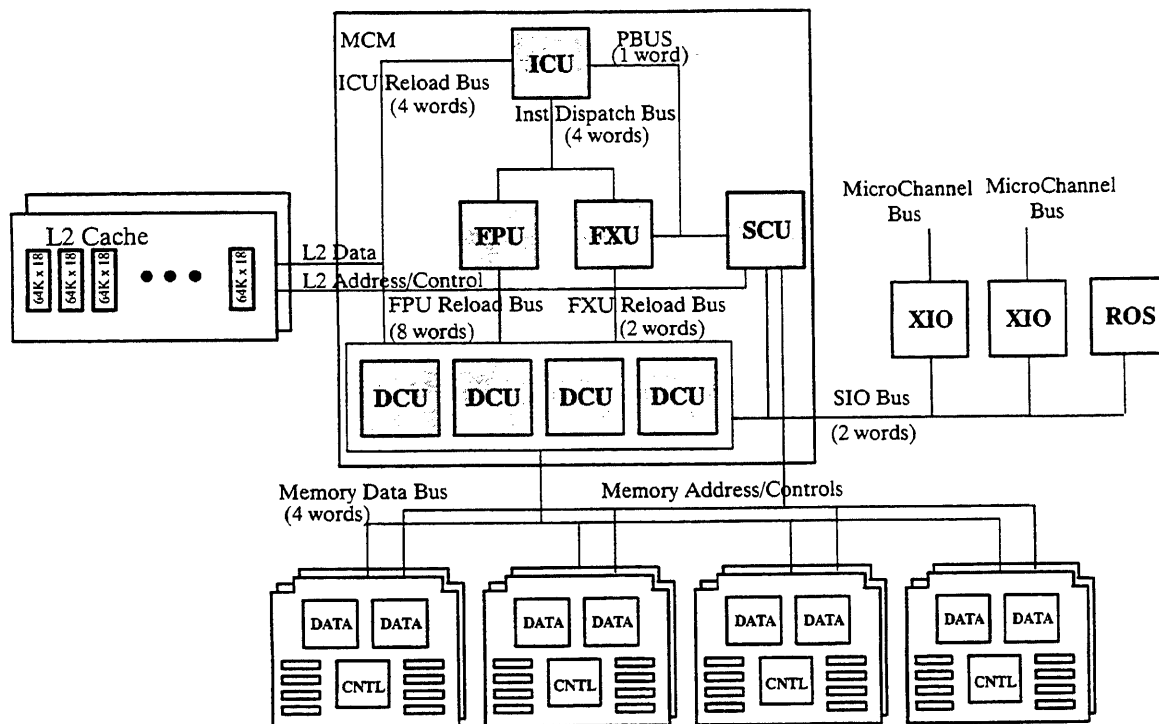 MCM
PBUS
(1 word)
ICU
ICU Reload Bus
(4 words)
Inst Dispatch Bus
(4 words)
MicroChannel
Bus
MicroChannel
Bus
FPU
FXU
SCU
L2 Cache
64K x 18
64K x 18
64K x 18
64K x 18
L2 Data
L2 Address/Control
FPU Reload Bus
(8 words)
FXU Reload Bus
(2 words)
XIO
XIO
ROS
DCU
DCU
DCU
DCU
SIO Bus
(2 words)
Memory Data Bus
(4 words)
Memory Address/Controls
DATA
DATA
DATA
DATA
DATA
DATA
DATA
DATA
CNTL
CNTL
CNTL
CNTL